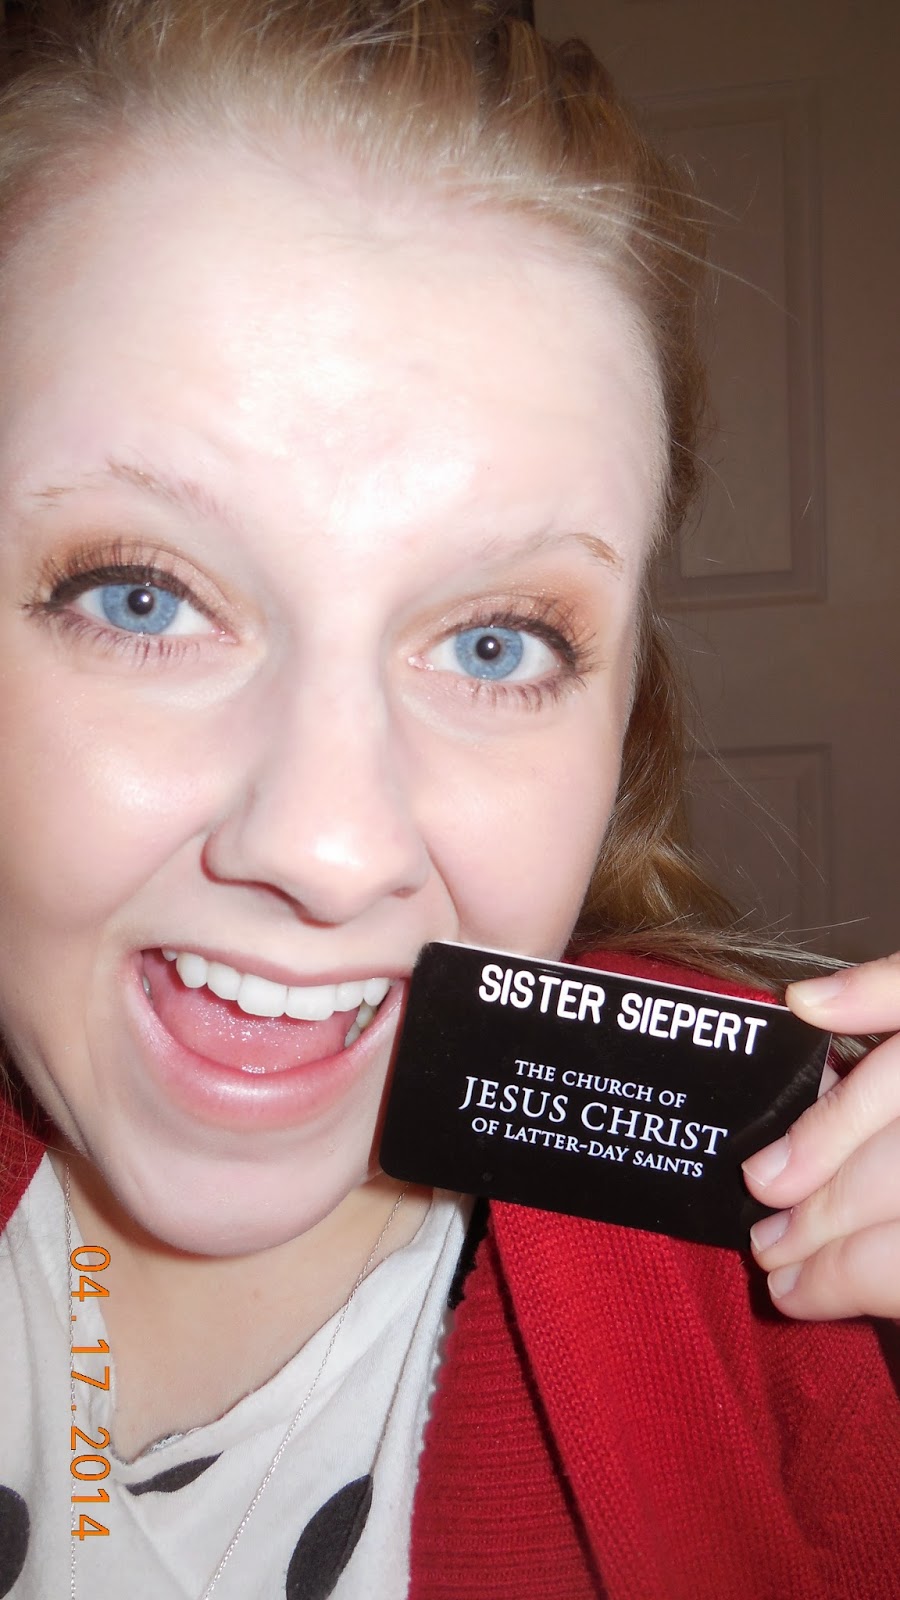 SISTER SIEPERT
THE CHURCH OF
JESUS CHRIST
OF LATTER-DAY SAINTS
04.17.2014